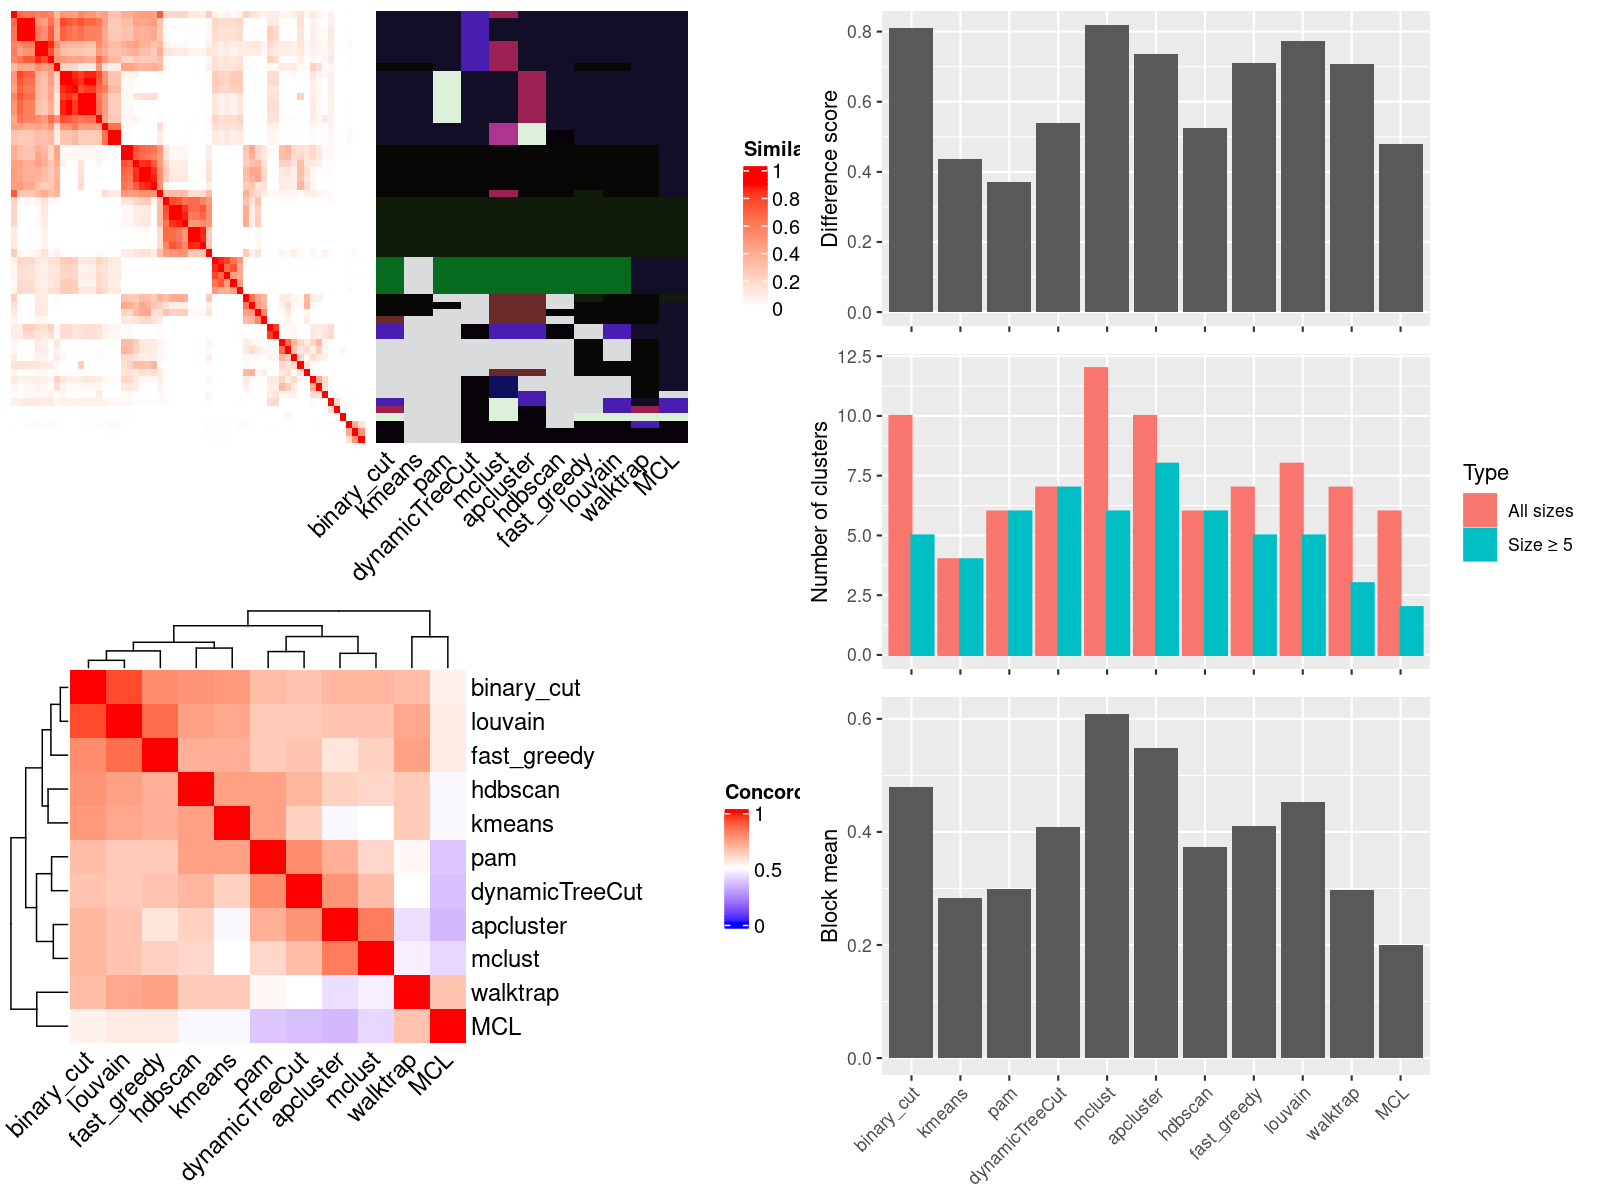 Simila
1
0.8
0.6
0.4
0.2
0
binary_cut
kmeans
pam
dynamicTreeCut
mclust
apcluster
hdbscan
fast_greedy
louvain
walktrap
MCL
binary_cut
louvain
fast_greedy
hdbscan
kmeans
pam
dynamicTreeCut
apcluster
mclust
walktrap
MCL
Concord
1
0.5
0
binary_cut
louvain
fast_greedy
hdbscan
kmeans
pam
dynamicTreeCut
apcluster
mclust
walktrap
MCL
Difference score
0.8
0.6
0.4
0.2
0.0
Number of clusters
12.5
10.0
7.5
5.0
2.5
0.0
Type
All sizes
Size ≥ 5
Block mean
0.6
0.4
0.2
0.0
binary_cut
kmeans
pam
dynamicTreeCut
mclust
apcluster
hdbscan
fast_greedy
louvain
walktrap
MCL